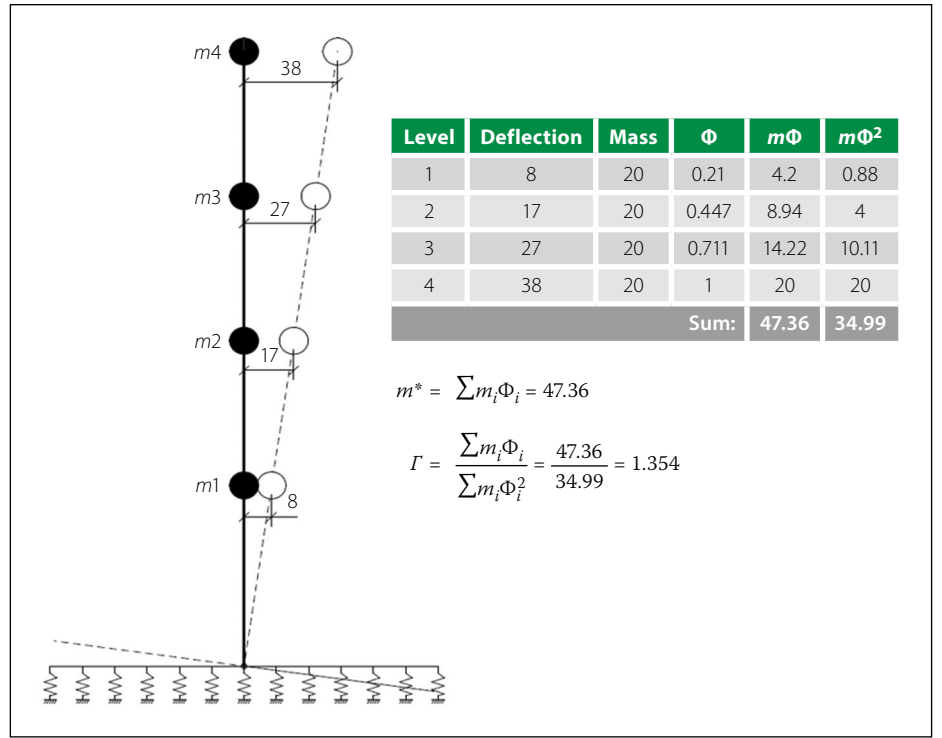 m4
38
m3
27
m2
17
m1
8
Level Deflection Mass Φ mΦ mΦ²
1 8 20 0.21 4.2 0.88
2 17 20 0.447 8.94 4
3 27 20 0.711 14.22 10.11
4 38 20 1 20 20
Sum: 47.36 34.99
m* = ∑mᵢΦᵢ = 47.36
Γ = ∑mᵢΦᵢ / ∑mᵢΦᵢ² = 47.36 / 34.99 = 1.354